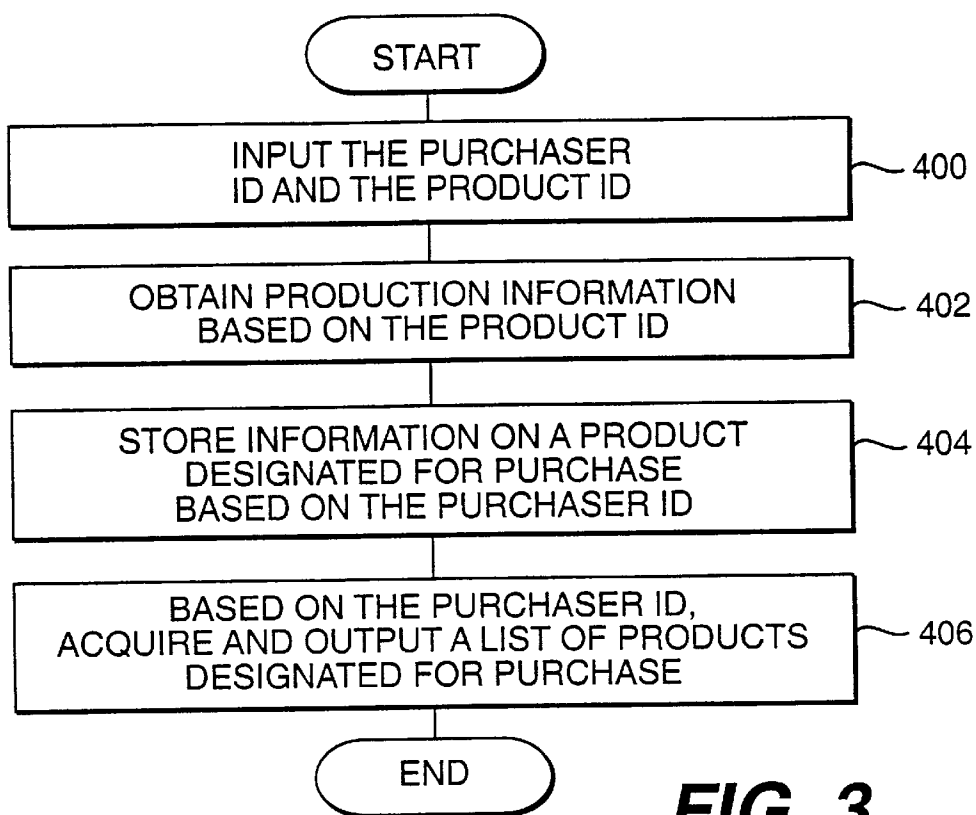 START
INPUT THE PURCHASER
ID AND THE PRODUCT ID
400
OBTAIN PRODUCTION INFORMATION
BASED ON THE PRODUCT ID
402
STORE INFORMATION ON A PRODUCT
DESIGNATED FOR PURCHASE
BASED ON THE PURCHASER ID
404
BASED ON THE PURCHASER ID,
ACQUIRE AND OUTPUT A LIST OF PRODUCTS
DESIGNATED FOR PURCHASE
406
END
FIG. 3